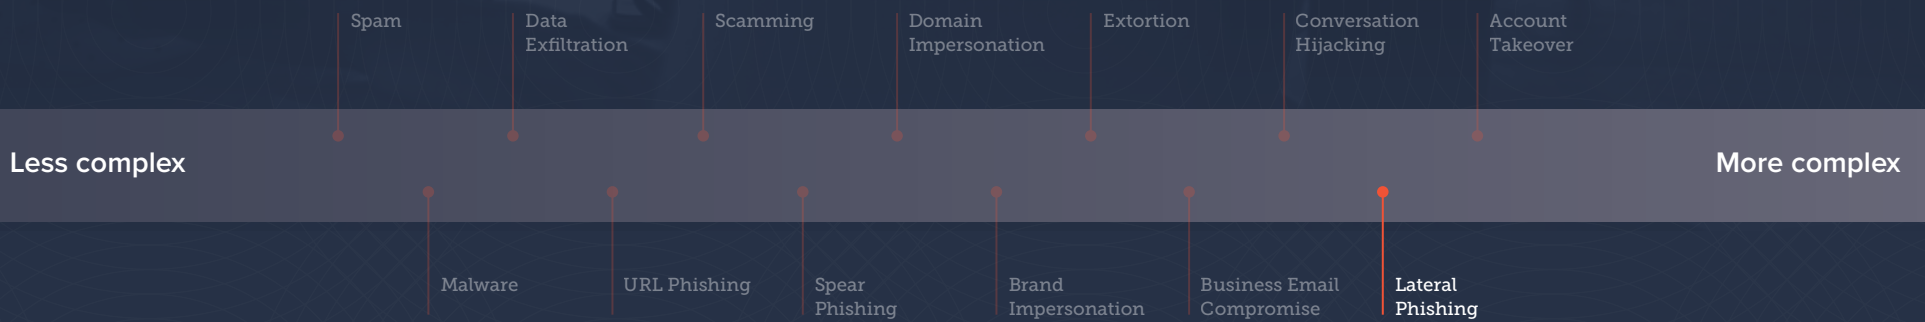 Spam
Data
Exfiltration
Scamming
Domain
Impersonation
Extortion
Conversation
Hijacking
Account
Takeover
Less complex
More complex
Malware
URL Phishing
Spear
Phishing
Brand
Impersonation
Business Email
Compromise
Lateral
Phishing